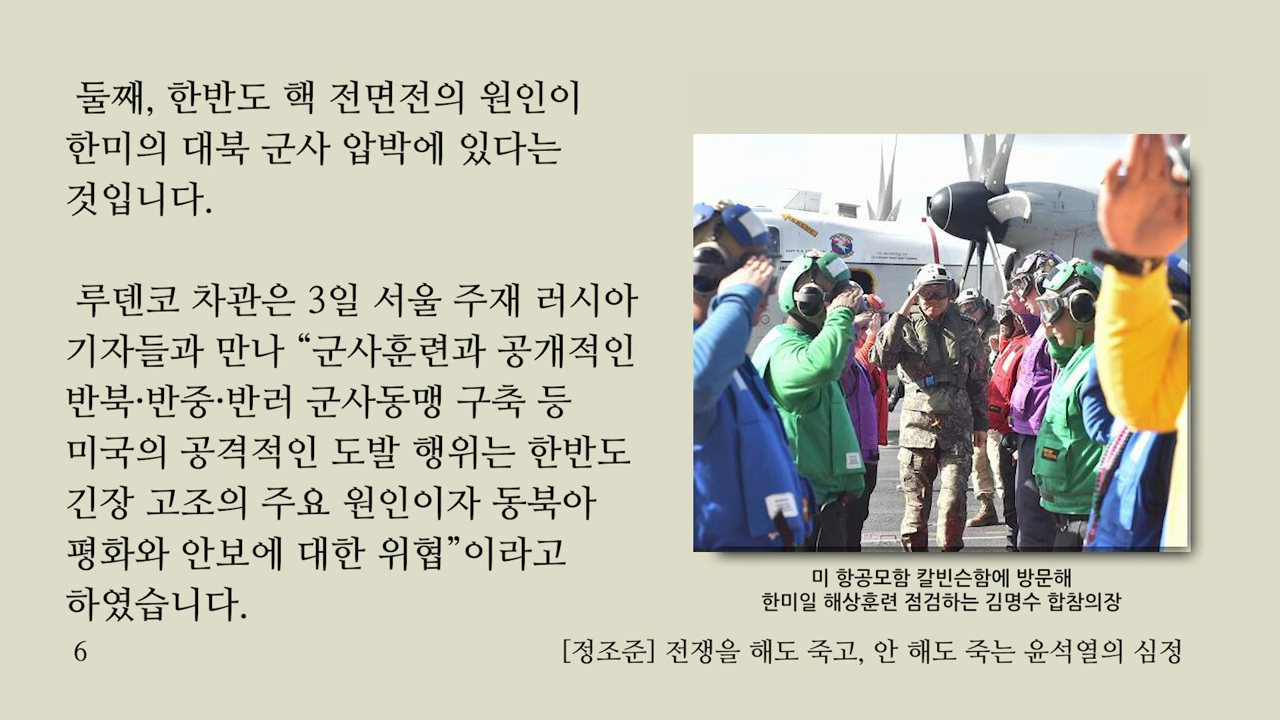 둘째, 한반도 핵 전면전의 원인이
한미의 대북 군사 압박에 있다는
것입니다.
루덴코 차관은 3일 서울 주재 러시아
기자들과 만나 “군사훈련과 공개적인
반북·반중·반러 군사동맹 구축 등
미국의 공격적인 도발 행위는 한반도
긴장 고조의 주요 원인이자 동북아
평화와 안보에 대한 위협”이라고
하였습니다.
미 항공모함 칼빈슨함에 방문해
한미일 해상훈련 점검하는 김명수 합참의장
6
[정조준] 전쟁을 해도 죽고, 안 해도 죽는 윤석열의 심정